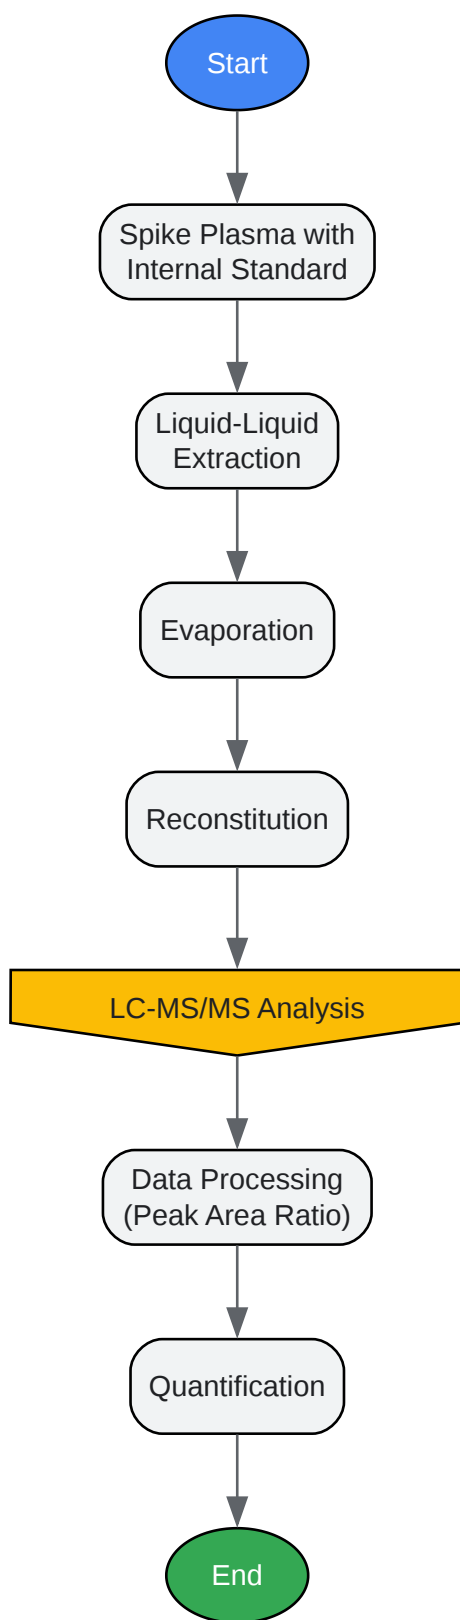 Start
Spike Plasma with
Internal Standard
Liquid-Liquid
Extraction
Evaporation
Reconstitution
LC-MS/MS Analysis
Data Processing
(Peak Area Ratio)
Quantification
End